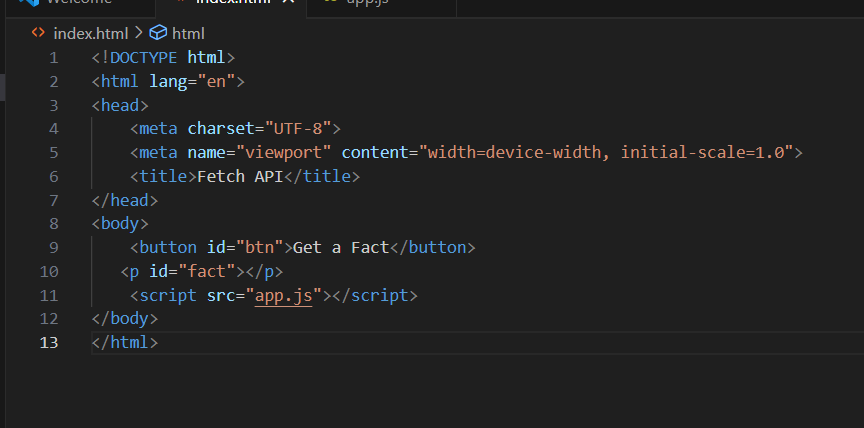 Welcome index.html app.js
index.html > html
1 <!DOCTYPE html>
2 <html lang="en">
3 <head>
4     <meta charset="UTF-8">
5     <meta name="viewport" content="width=device-width, initial-scale=1.0">
6     <title>Fetch API</title>
7 </head>
8 <body>
9     <button id="btn">Get a Fact</button>
10    <p id="fact"></p>
11     <script src="app.js"></script>
12 </body>
13 </html>